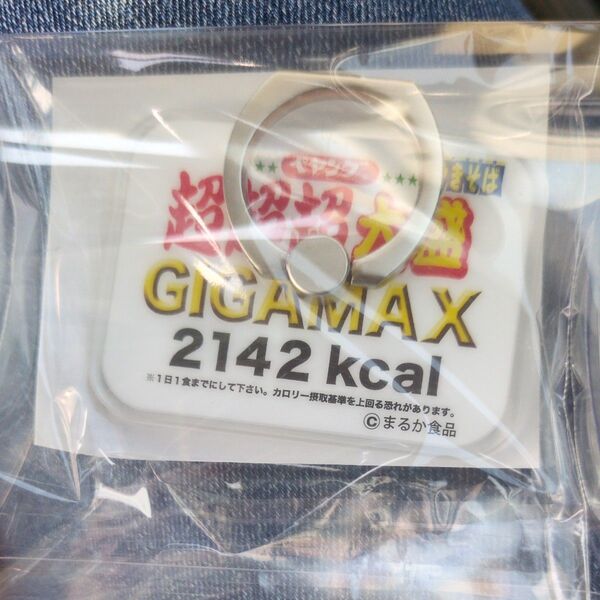 ペヤング
やきそば
超超超大盛
GIGAMAX
2142 kcal
※1日1食までにして下さい。カロリー摂取基準を上回る恐れがあります。
©まるか食品